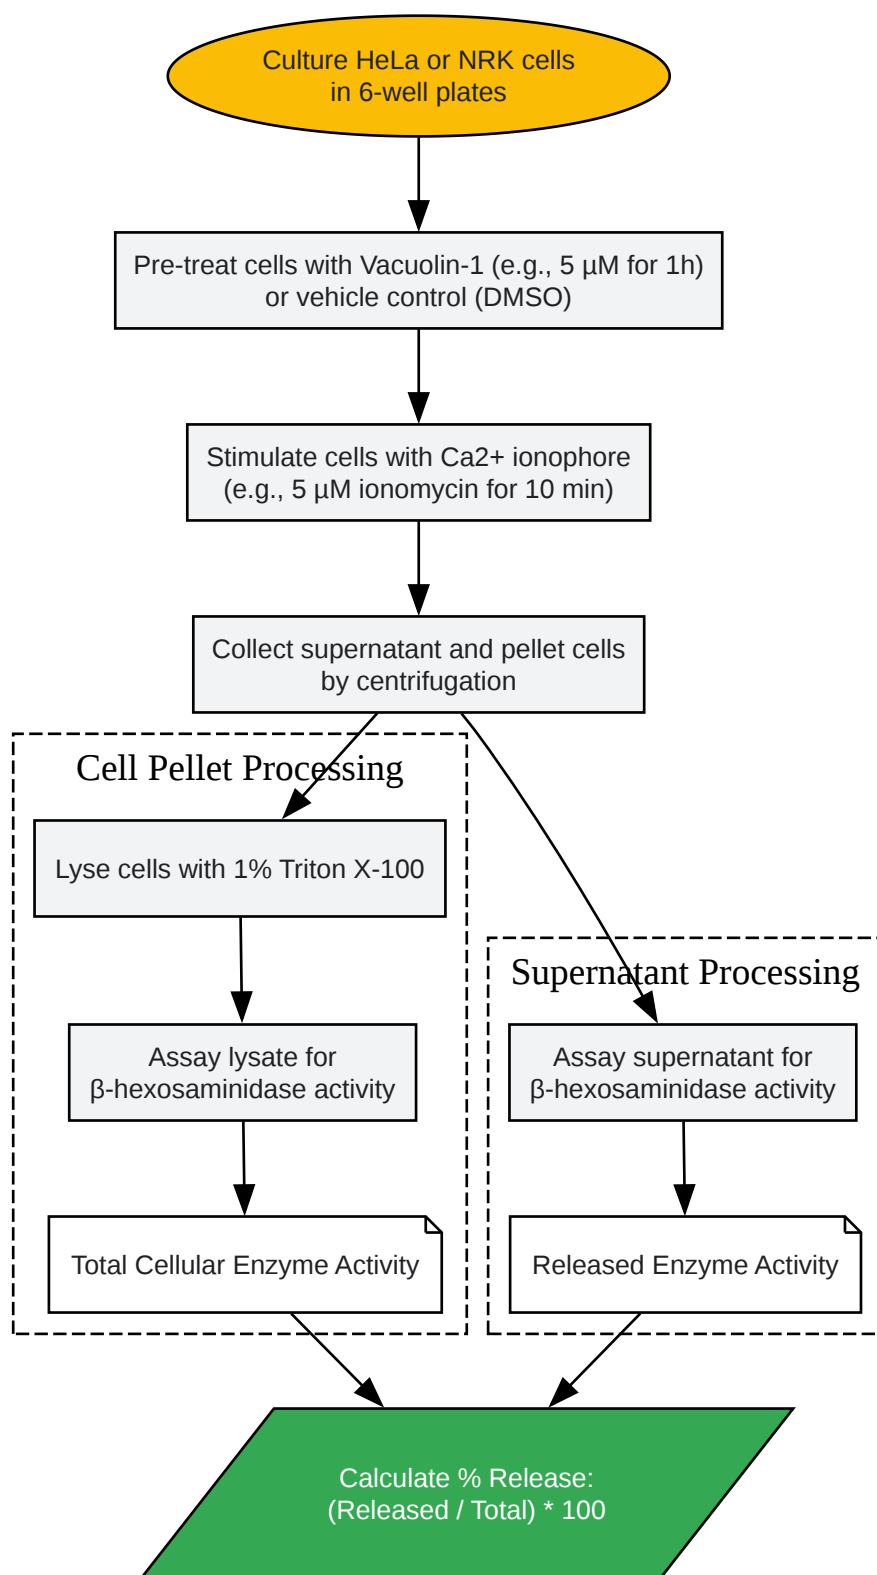 Culture HeLa or NRK cells
in 6-well plates
Pre-treat cells with Vacuolin-1 (e.g., 5 µM for 1h)
or vehicle control (DMSO)
Stimulate cells with Ca2+ ionophore
(e.g., 5 µM ionomycin for 10 min)
Collect supernatant and pellet cells
by centrifugation
Cell Pellet Processing
Lyse cells with 1% Triton X-100
Assay lysate for
β-hexosaminidase activity
Total Cellular Enzyme Activity
Supernatant Processing
Assay supernatant for
β-hexosaminidase activity
Released Enzyme Activity
Calculate % Release:
(Released / Total) * 100